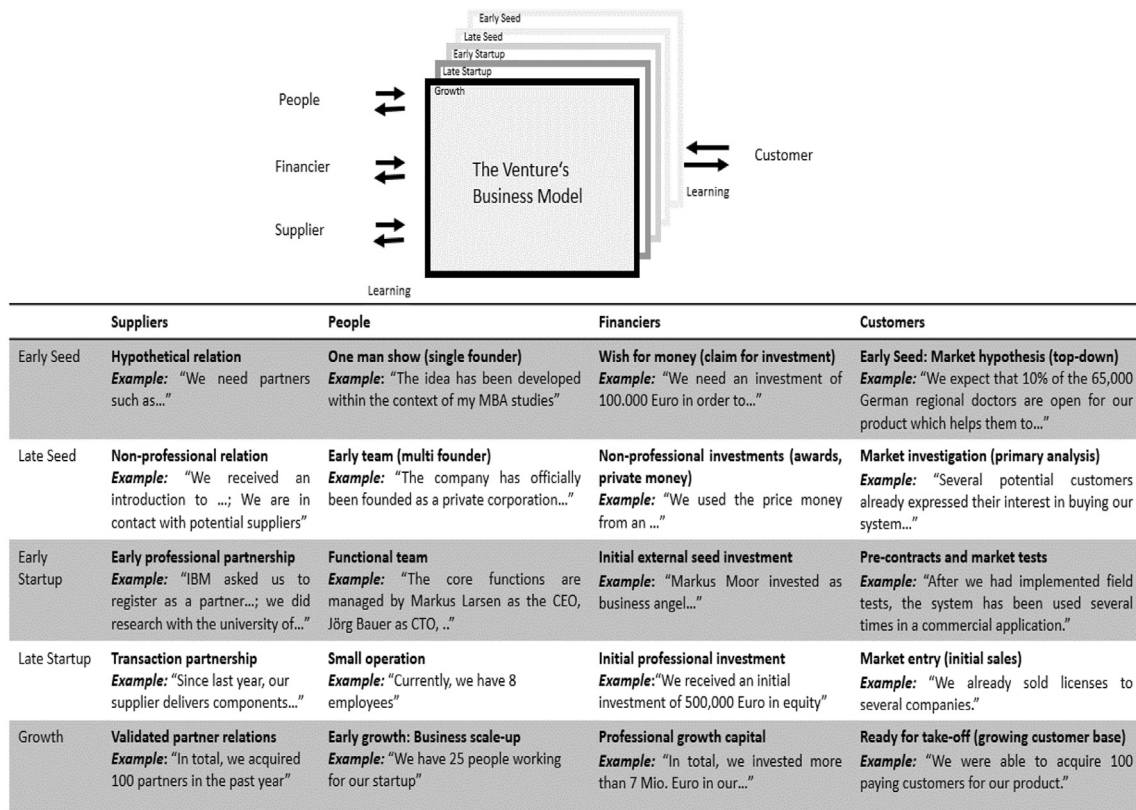 Early Seed
Late Seed
Early Startup
Late Startup
Growth
People
Financier
Supplier
The Venture's
Business Model
Customer
Learning
Learning
Suppliers People Financiers Customers
Early Seed
Hypothetical relation
Example: “We need partners
such as…”
One man show (single founder)
Example: “The idea has been developed
within the context of my MBA studies”
Wish for money (claim for investment)
Example: “We need an investment of
100.000 Euro in order to…”
Early Seed: Market hypothesis (top-down)
Example: “We expect that 10% of the 65,000
German regional doctors are open for our
product which helps them to…”
Late Seed
Non-professional relation
Example: “We received an
introduction to …; We are in
contact with potential suppliers”
Early team (multi founder)
Example: “The company has officially
been founded as a private corporation…”
Non-professional investments (awards,
private money)
Example: “We used the price money
from an …”
Market investigation (primary analysis)
Example: “Several potential customers
already expressed their interest in buying our
system…”
Early
Startup
Early professional partnership
Example: “IBM asked us to
register as a partner…; we did
research with the university of…”
Functional team
Example: “The core functions are
managed by Markus Larsen as the CEO,
Jörg Bauer as CTO, ..”
Initial external seed investment
Example: “Markus Moor invested as
business angel…”
Pre-contracts and market tests
Example: “After we had implemented field
tests, the system has been used several
times in a commercial application.”
Late Startup
Transaction partnership
Example: “Since last year, our
supplier delivers components…”
Small operation
Example: “Currently, we have 8
employees”
Initial professional investment
Example:“We received an initial
investment of 500,000 Euro in equity”
Market entry (initial sales)
Example: “We already sold licenses to
several companies.”
Growth
Validated partner relations
Example: “In total, we acquired
100 partners in the past year”
Early growth: Business scale-up
Example: “We have 25 people working
for our startup”
Professional growth capital
Example: “In total, we invested more
than 7 Mio. Euro in our…”
Ready for take-off (growing customer base)
Example: “We were able to acquire 100
paying customers for our product.”